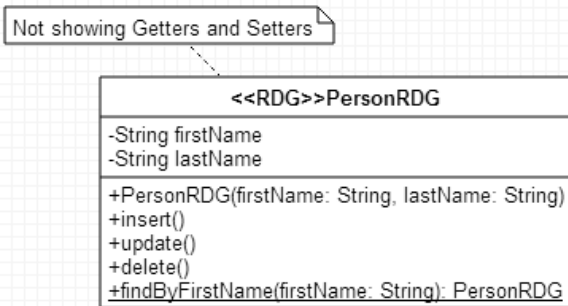 Not showing Getters and Setters
<<RDG>>PersonRDG
-String firstName
-String lastName
+PersonRDG(firstName: String, lastName: String)
+insert()
+update()
+delete()
+findByFirstName(firstName: String): PersonRDG